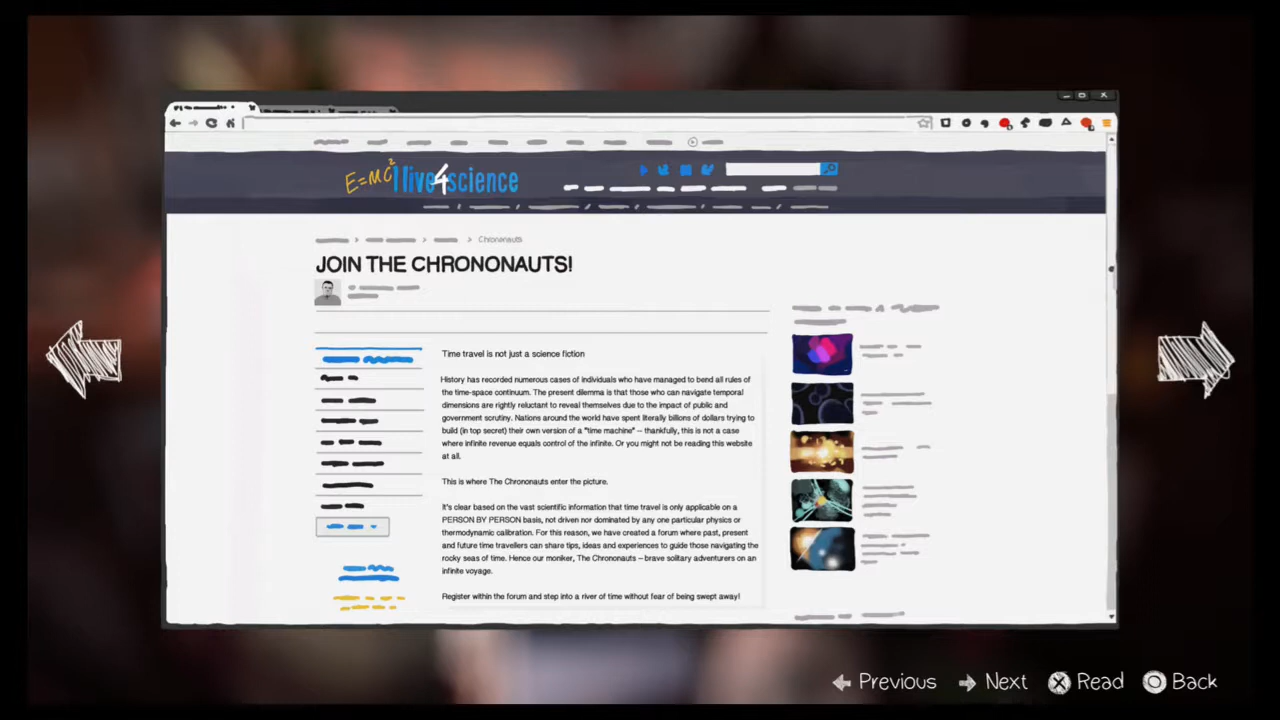 E=MC²
I live4science
Chrononauts
JOIN THE CHRONONAUTS!
Time travel is not just a science fiction
History has recorded numerous cases of individuals who have managed to bend all rules of
the time-space continuum. The present dilemma is that those who can navigate temporal
dimensions are rightly reluctant to reveal themselves due to the impact of public and
government scrutiny. Nations around the world have spent literally billions of dollars trying to
build (in top secret) their own version of a "time machine" – thankfully, this is not a case
where infinite revenue equals control of the infinite. Or you might not be reading this website
at all.
This is where The Chrononauts enter the picture.
It's clear based on the vast scientific information that time travel is only applicable on a
PERSON BY PERSON basis, not driven nor dominated by any one particular physics or
thermodynamic calibration. For this reason, we have created a forum where past, present
and future time travellers can share tips, ideas and experiences to guide those navigating the
rocky seas of time. Hence our moniker, The Chrononauts – brave solitary adventurers on an
infinite voyage.
Register within the forum and step into a river of time without fear of being swept away!
Previous Next Read Back